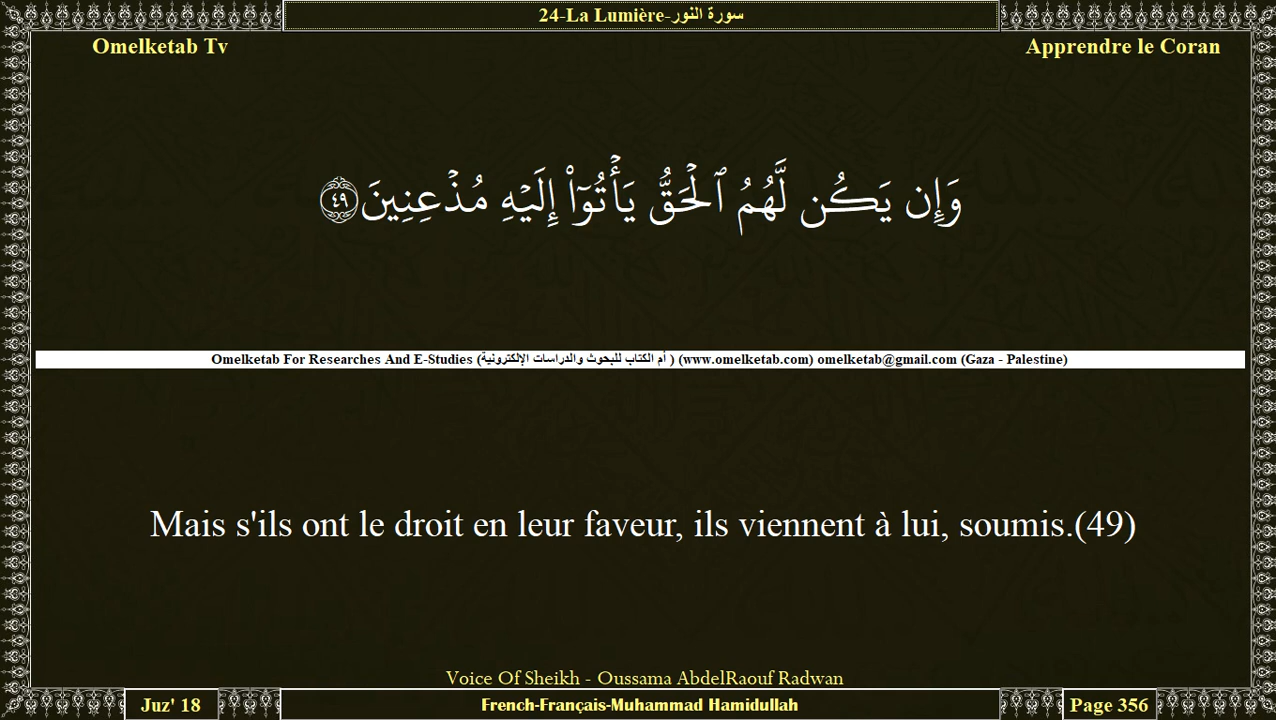 24-La Lumière-سورة النور
Omelketab Tv
Apprendre le Coran
وَإِن يَكُن لَّهُمُ ٱلْحَقُّ يَأْتُوٓا۟ إِلَيْهِ مُذْعِنِينَ ٤٩
Omelketab For Researches And E-Studies (أم الكتاب للبحوث والدراسات الإلكترونية ) (www.omelketab.com) omelketab@gmail.com (Gaza - Palestine)
Mais s'ils ont le droit en leur faveur, ils viennent à lui, soumis.(49)
Voice Of Sheikh - Oussama AbdelRaouf Radwan
Juz' 18
French-Français-Muhammad Hamidullah
Page 356